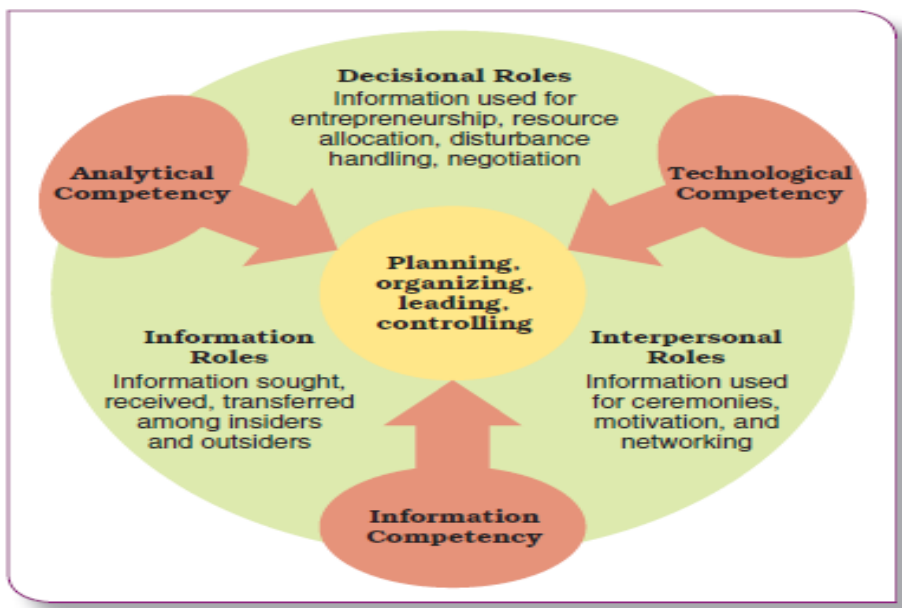 Decisional Roles
Information used for
entrepreneurship, resource
allocation, disturbance
handling, negotiation
Analytical
Competency
Technological
Competency
Planning,
organizing,
leading,
controlling
Information
Roles
Information sought,
received, transferred
among insiders
and outsiders
Interpersonal
Roles
Information used
for ceremonies,
motivation, and
networking
Information
Competency